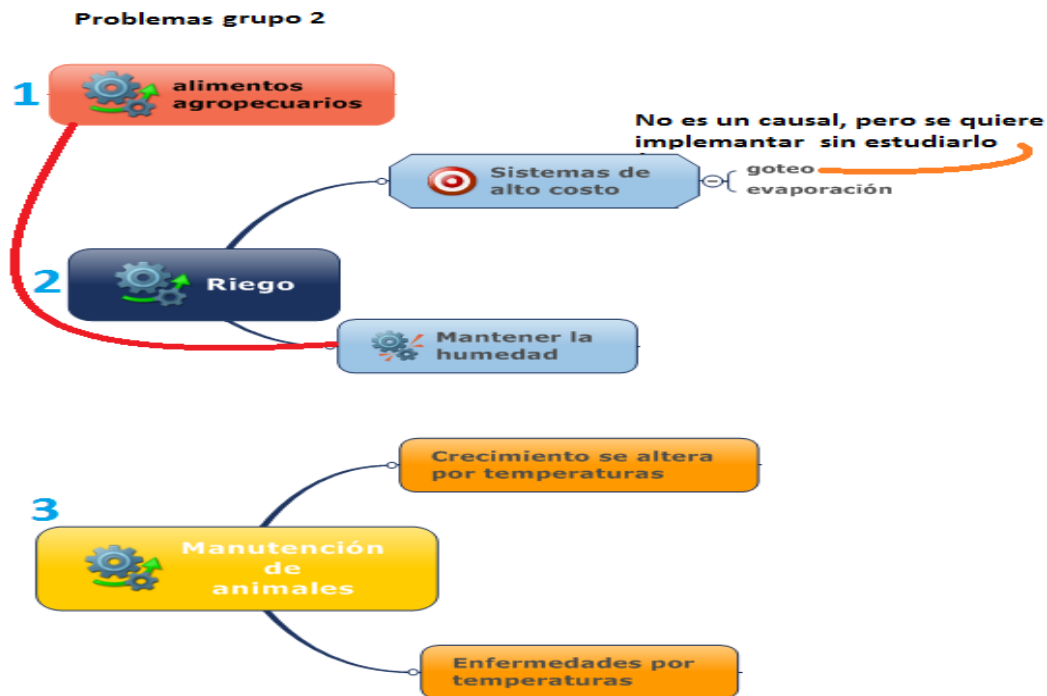 Problemas grupo 2
1
alimentos
agropecuarios
No es un causal, pero se quiere
implemantar sin estudiarlo
Sistemas de
alto costo
goteo
evaporación
2
Riego
Mantener la
humedad
Crecimiento se altera
por temperaturas
3
Manutención
de
animales
Enfermedades por
temperaturas